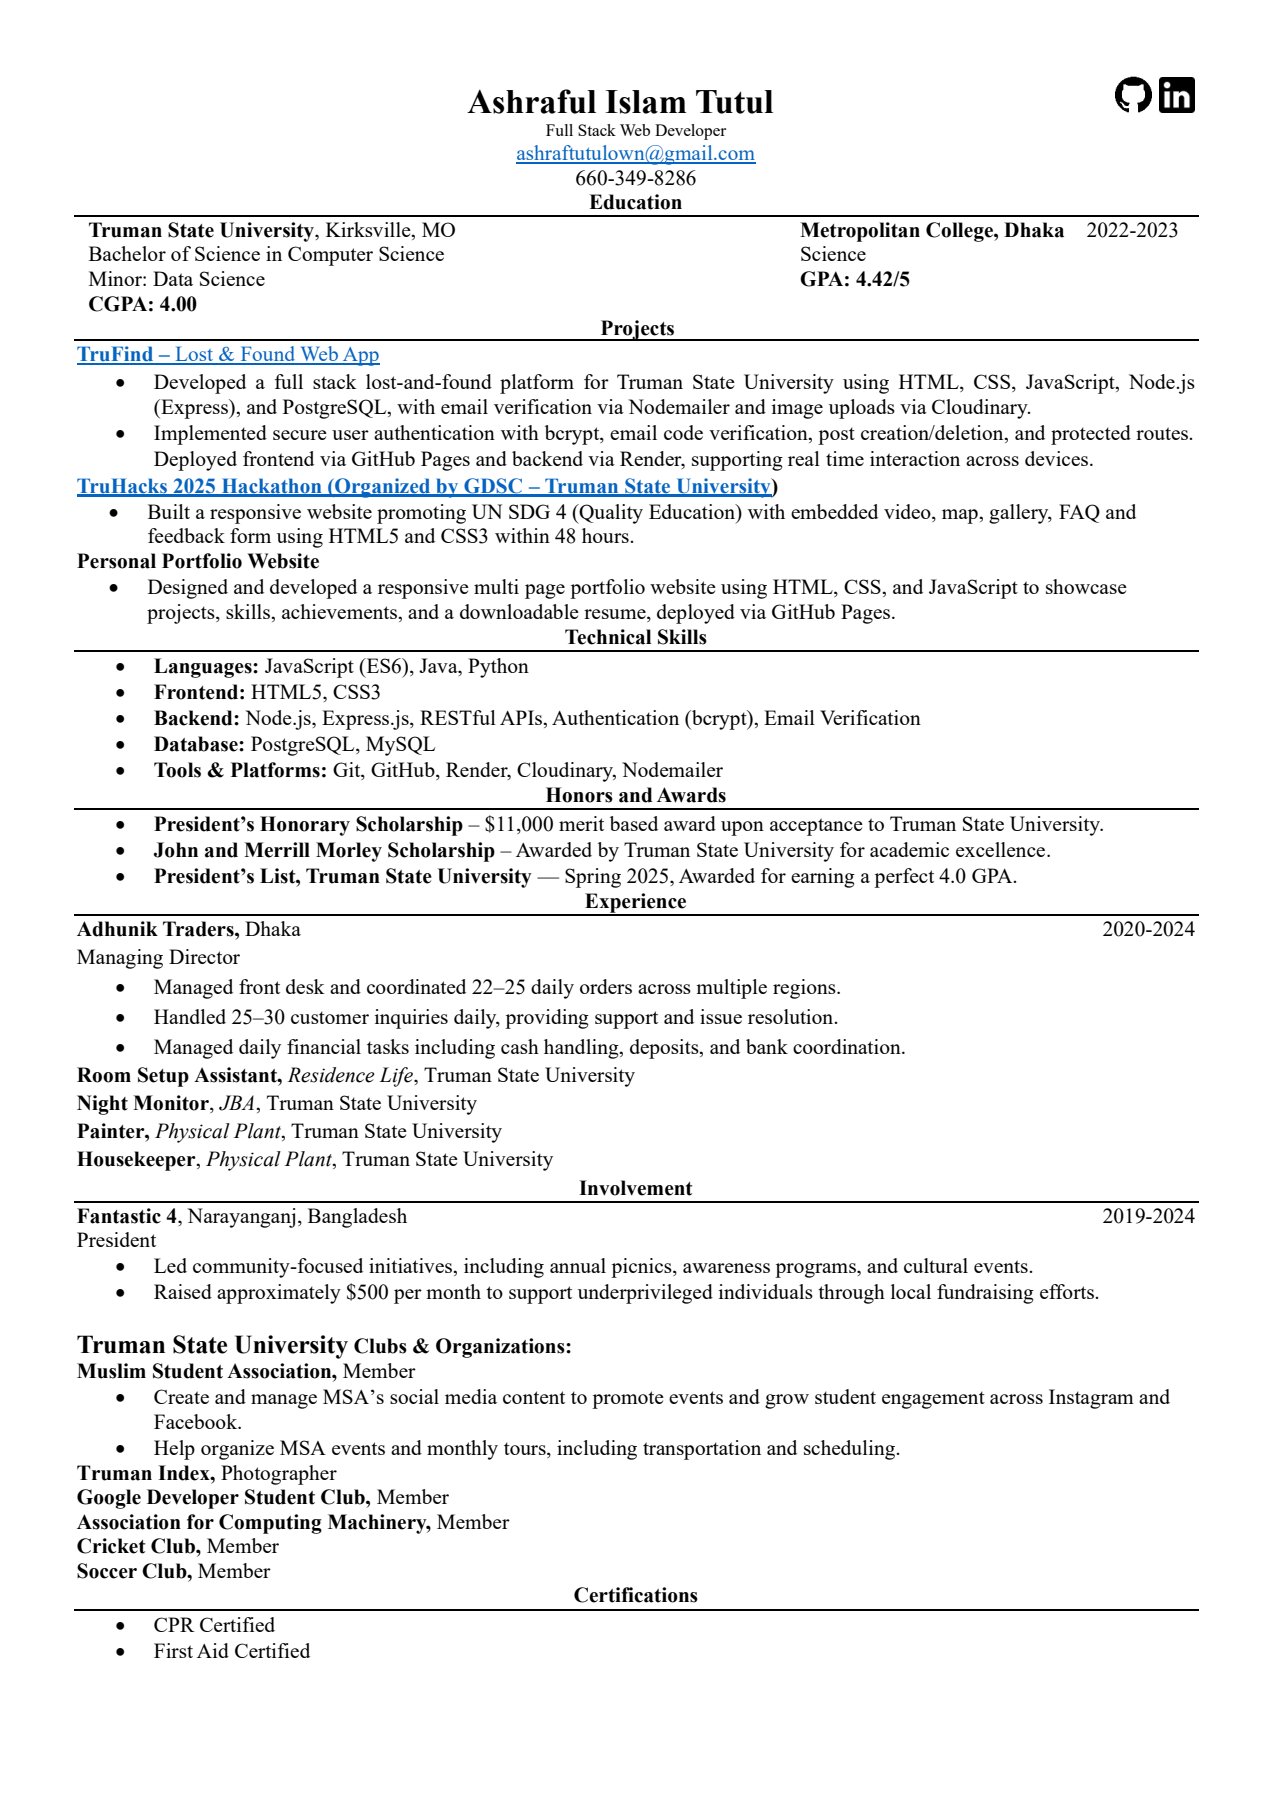 Ashraful Islam Tutul
in
Full Stack Web Developer
ashraftutulown@gmail.com
660-349-8286
Education
Truman State University, Kirksville, MO
Bachelor of Science in Computer Science
Minor: Data Science
CGPA: 4.00
Metropolitan College, Dhaka 2022-2023
Science
GPA: 4.42/5
Projects
TruFind – Lost & Found Web App
• Developed a full stack lost-and-found platform for Truman State University using HTML, CSS, JavaScript, Node.js
(Express), and PostgreSQL, with email verification via Nodemailer and image uploads via Cloudinary.
• Implemented secure user authentication with bcrypt, email code verification, post creation/deletion, and protected routes.
Deployed frontend via GitHub Pages and backend via Render, supporting real time interaction across devices.
TruHacks 2025 Hackathon (Organized by GDSC – Truman State University)
• Built a responsive website promoting UN SDG 4 (Quality Education) with embedded video, map, gallery, FAQ and
feedback form using HTML5 and CSS3 within 48 hours.
Personal Portfolio Website
• Designed and developed a responsive multi page portfolio website using HTML, CSS, and JavaScript to showcase
projects, skills, achievements, and a downloadable resume, deployed via GitHub Pages.
Technical Skills
• Languages: JavaScript (ES6), Java, Python
• Frontend: HTML5, CSS3
• Backend: Node.js, Express.js, RESTful APIs, Authentication (bcrypt), Email Verification
• Database: PostgreSQL, MySQL
• Tools & Platforms: Git, GitHub, Render, Cloudinary, Nodemailer
Honors and Awards
• President’s Honorary Scholarship – $11,000 merit based award upon acceptance to Truman State University.
• John and Merrill Morley Scholarship – Awarded by Truman State University for academic excellence.
• President’s List, Truman State University — Spring 2025, Awarded for earning a perfect 4.0 GPA.
Experience
Adhunik Traders, Dhaka 2020-2024
Managing Director
• Managed front desk and coordinated 22–25 daily orders across multiple regions.
• Handled 25–30 customer inquiries daily, providing support and issue resolution.
• Managed daily financial tasks including cash handling, deposits, and bank coordination.
Room Setup Assistant, Residence Life, Truman State University
Night Monitor, JBA, Truman State University
Painter, Physical Plant, Truman State University
Housekeeper, Physical Plant, Truman State University
Involvement
Fantastic 4, Narayanganj, Bangladesh 2019-2024
President
• Led community-focused initiatives, including annual picnics, awareness programs, and cultural events.
• Raised approximately $500 per month to support underprivileged individuals through local fundraising efforts.
Truman State University Clubs & Organizations:
Muslim Student Association, Member
• Create and manage MSA’s social media content to promote events and grow student engagement across Instagram and
Facebook.
• Help organize MSA events and monthly tours, including transportation and scheduling.
Truman Index, Photographer
Google Developer Student Club, Member
Association for Computing Machinery, Member
Cricket Club, Member
Soccer Club, Member
Certifications
• CPR Certified
• First Aid Certified